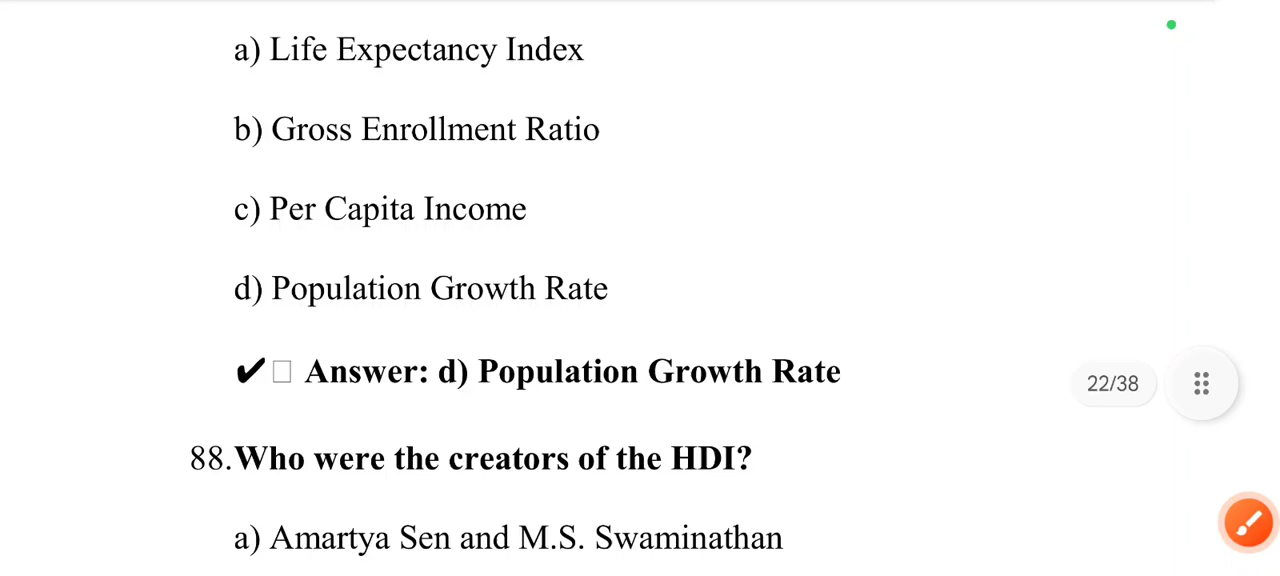 a) Life Expectancy Index
b) Gross Enrollment Ratio
c) Per Capita Income
d) Population Growth Rate
✔□ Answer: d) Population Growth Rate
22/38
88.Who were the creators of the HDI?
a) Amartya Sen and M.S. Swaminathan